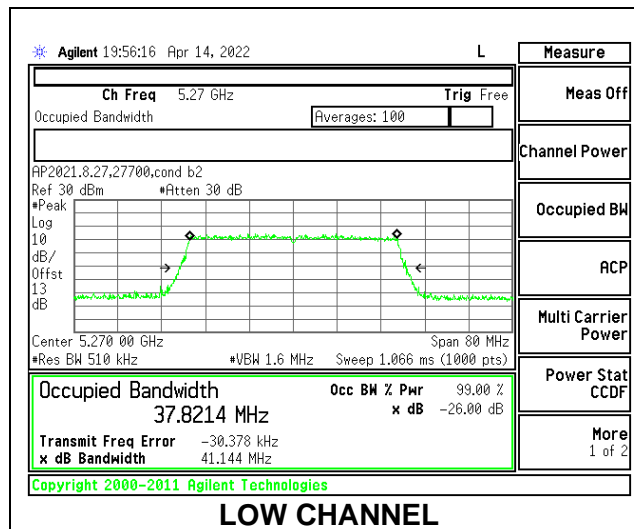 Agilent 19:56:16 Apr 14, 2022 L
Measure
Ch Freq 5.27 GHz Trig Free
Occupied Bandwidth Averages: 100
AP2021.8.27,27700,cond b2
Ref 30 dBm #Atten 30 dB
#Peak
Log
10
dB/
Offst
13
dB
Center 5.270 00 GHz Span 80 MHz
#Res BW 510 kHz #VBW 1.6 MHz Sweep 1.066 ms (1000 pts)
Occupied Bandwidth Occ BW % Pwr 99.00 %
37.8214 MHz x dB -26.00 dB
Transmit Freq Error -30.378 kHz
x dB Bandwidth 41.144 MHz
Copyright 2000-2011 Agilent Technologies
Meas Off
Channel Power
Occupied BW
ACP
Multi Carrier
Power
Power Stat
CCDF
More
1 of 2
LOW CHANNEL